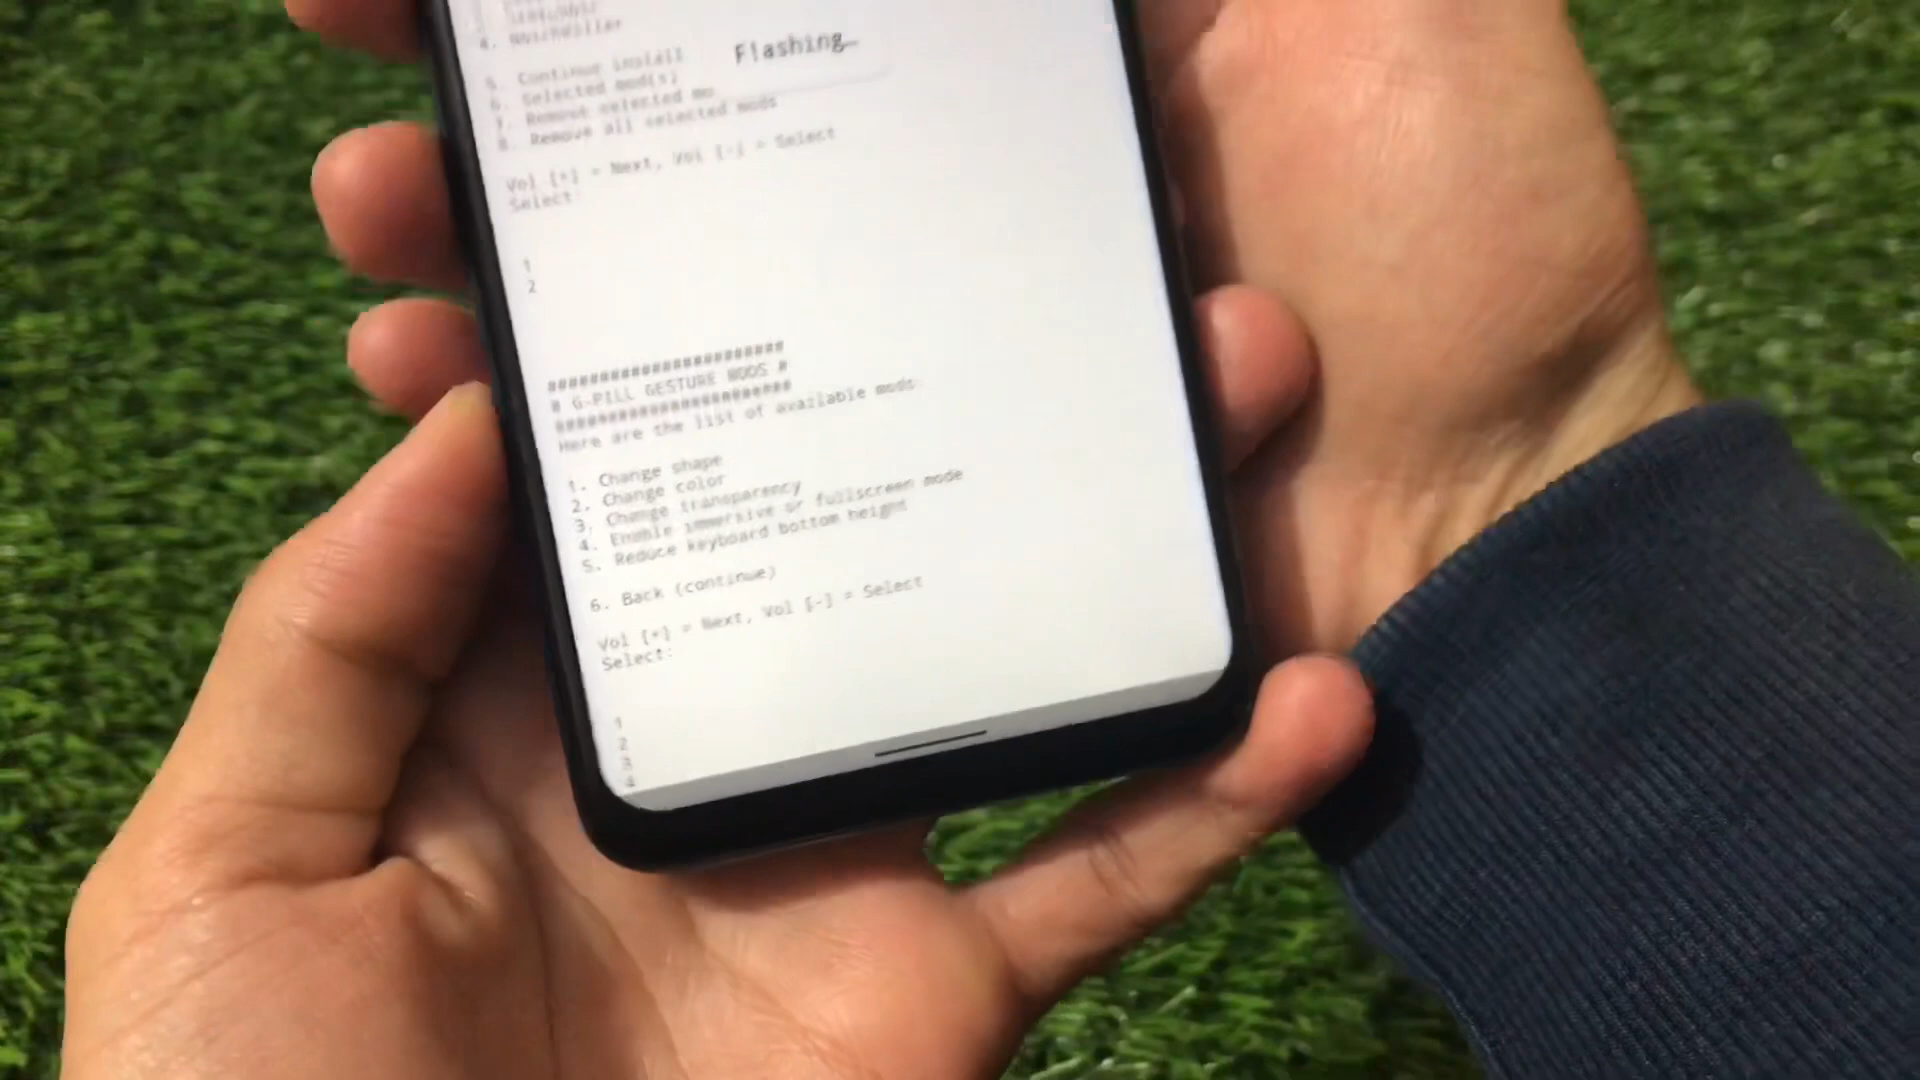 4. NotchKiller
Flashing…
5. Continue install
6. Selected mod(s)
7. Remove selected mo
8. Remove all selected mods
Vol [+] = Next, Vol [-] = Select
Select:
1
2
#######################
# G-PILL GESTURE MODS #
#######################
Here are the list of available mods:
1. Change shape
2. Change color
3. Change transparency
4. Enable immersive or fullscreen mode
5. Reduce keyboard bottom height
6. Back (continue)
Vol [+] = Next, Vol [-] = Select
Select:
1
2
3
4